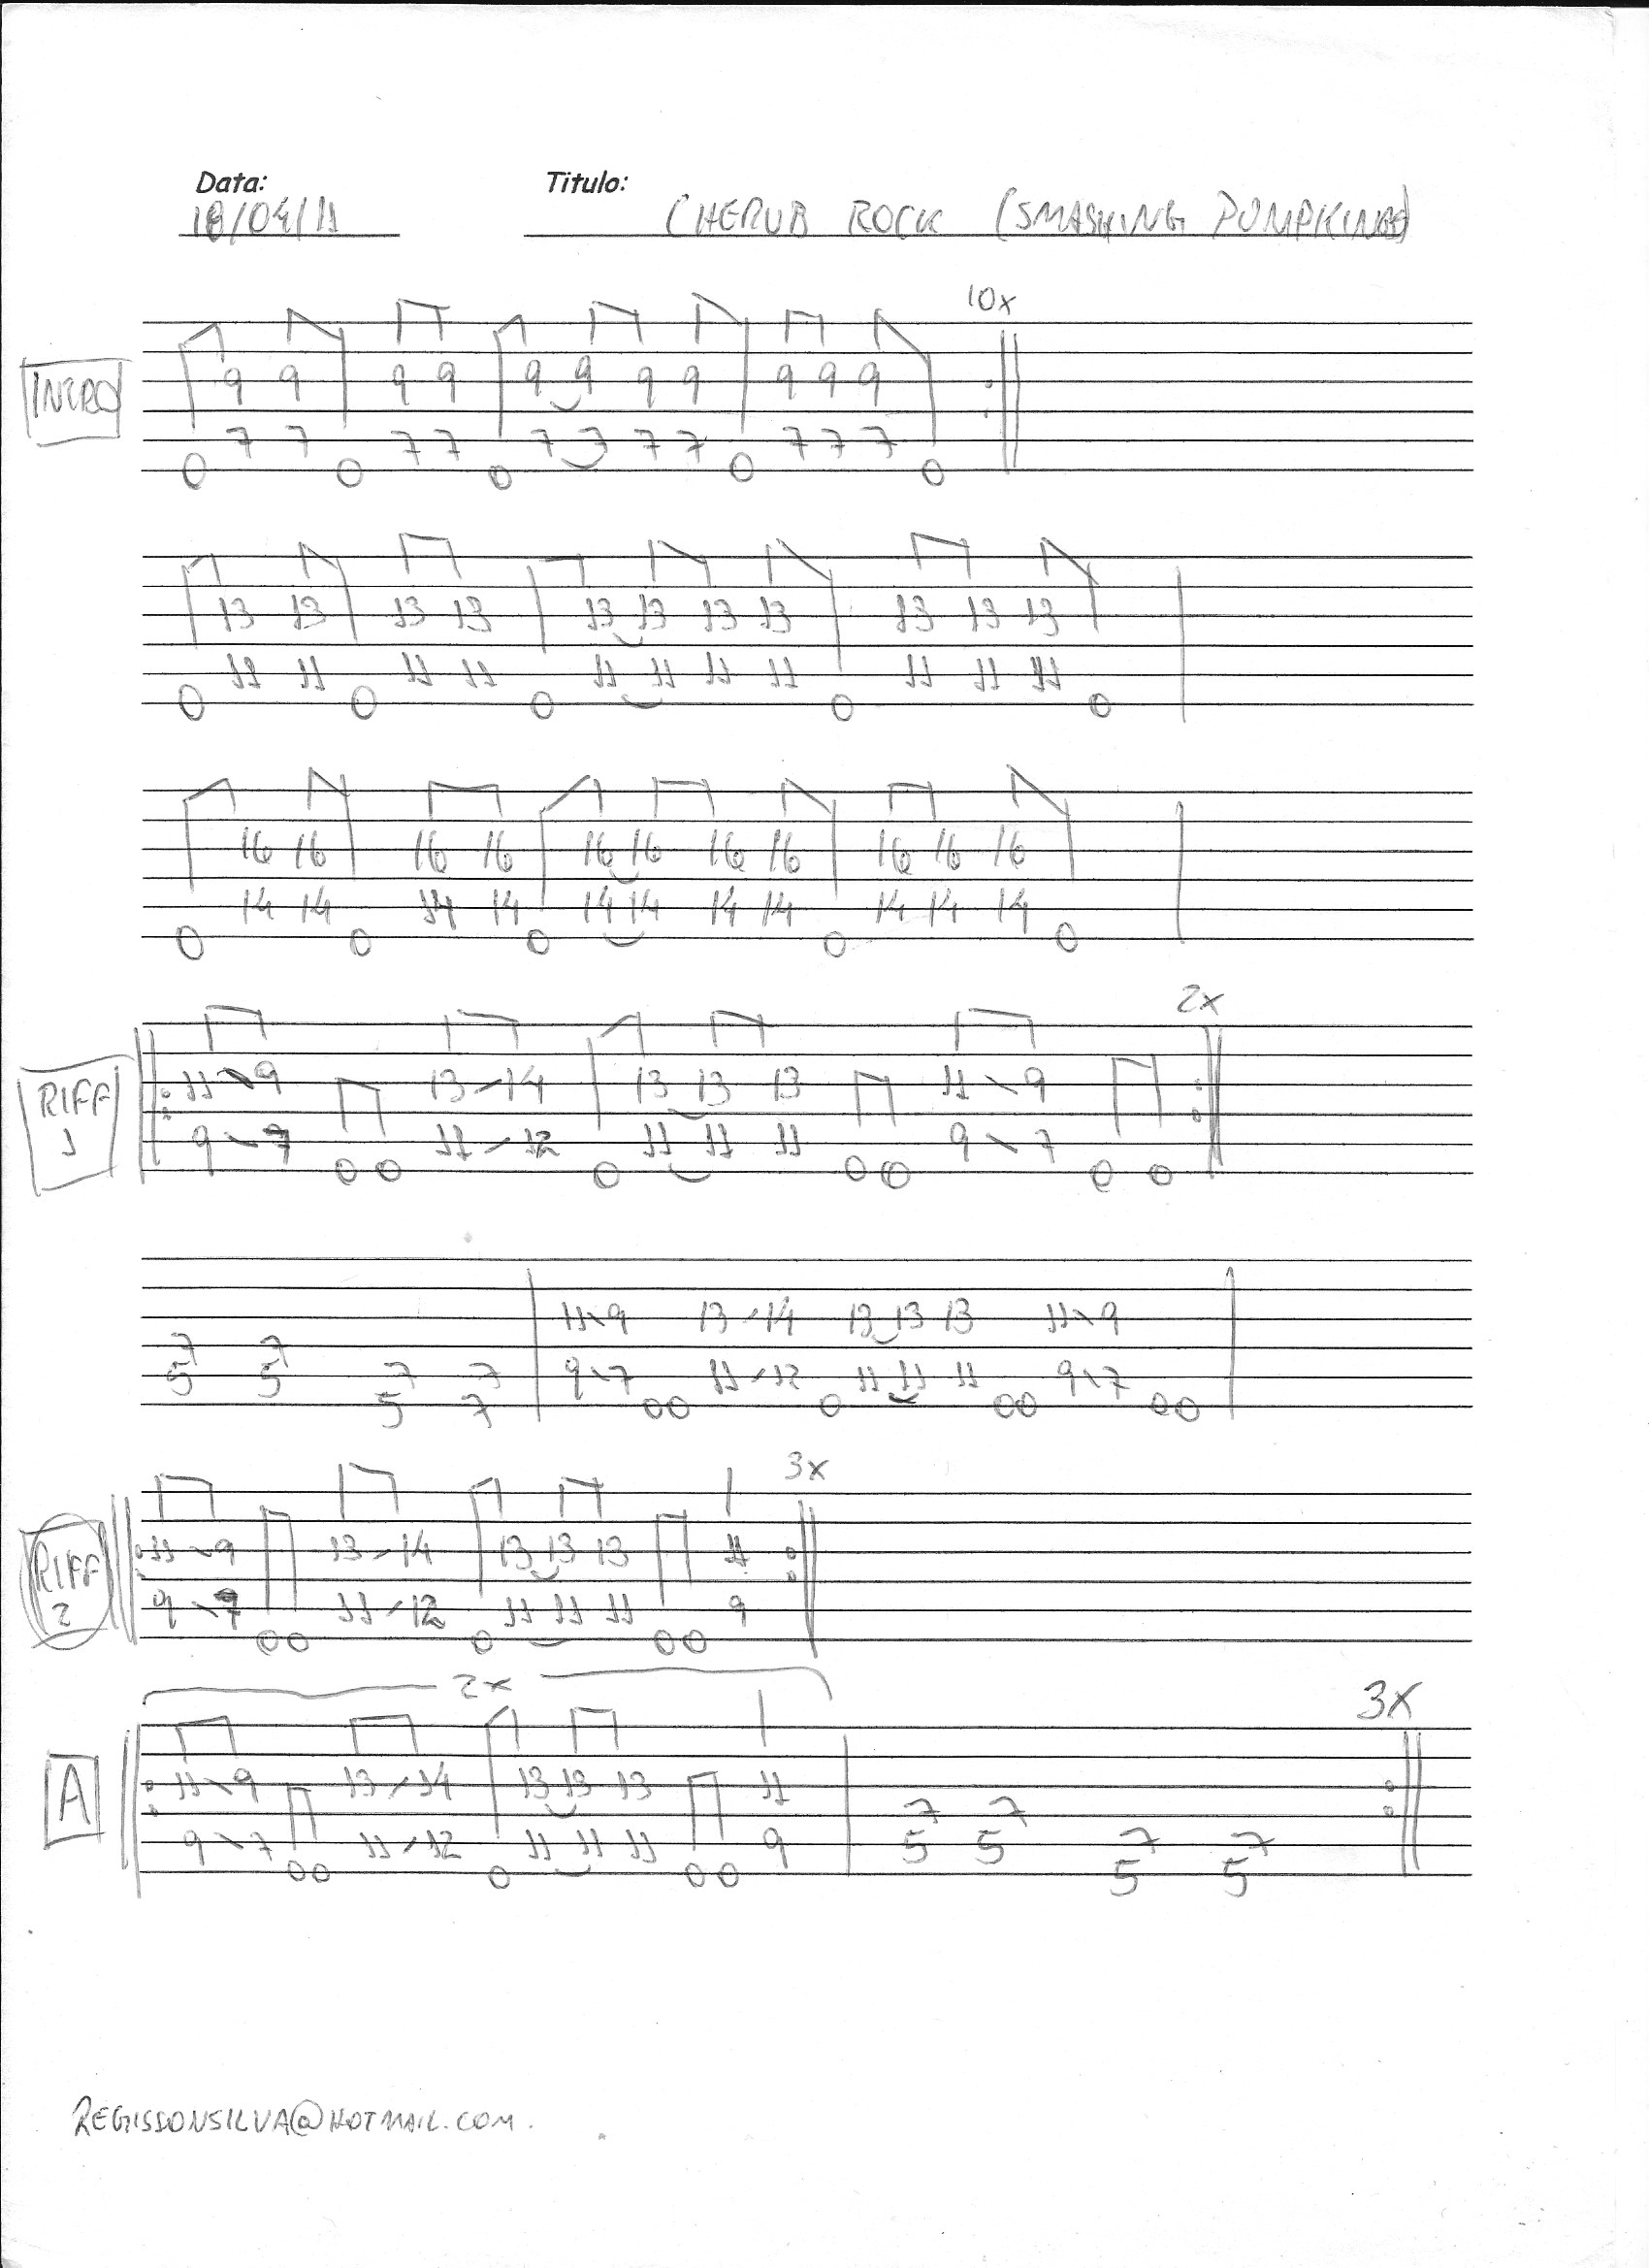 Data: Titulo:
18/04/11 CHERUB ROCK (SMASHING PUMPKINS)
10x
INTRO
9 9 9 9 9 9 9 9 9 9 9
7 7 7 7 7 7 7 7 7 7 7
0 0 0 0 0
13 13 13 13 13 13 13 13 13 13 13
11 11 11 11 11 11 11 11 11 11 11
0 0 0 0 0
16 16 16 16 16 16 16 16 16 16 16
14 14 14 14 14 14 14 14 14 14 14
0 0 0 0 0
2x
RIFF
1
11\9 13/14 13 13 13 11\9
9\7 11/12 11 11 11 9\7
0 0 0 0 0 0 0
11\9 13/14 13 13 13 11\9
7 7
5 5 7 7 9\7 11/12 11 11 11 9\7
5 7 0 0 0 0 0 0 0
3x
RIFF
2
11\9 13/14 13 13 13 11
9\7 11/12 11 11 11 9
0 0 0 0 0
2x
3x
A
11\9 13/14 13 13 13 11
7 7
9\7 11/12 11 11 11 9 5 5 7 7
0 0 0 0 0 5 5
REGISSONSILVA@HOTMAIL.COM.